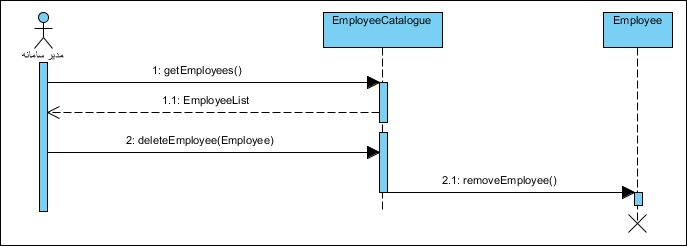 EmployeeCatalogue
Employee
مدیر سامانه
1: getEmployees()
1.1: EmployeeList
2: deleteEmployee(Employee)
2.1: removeEmployee()